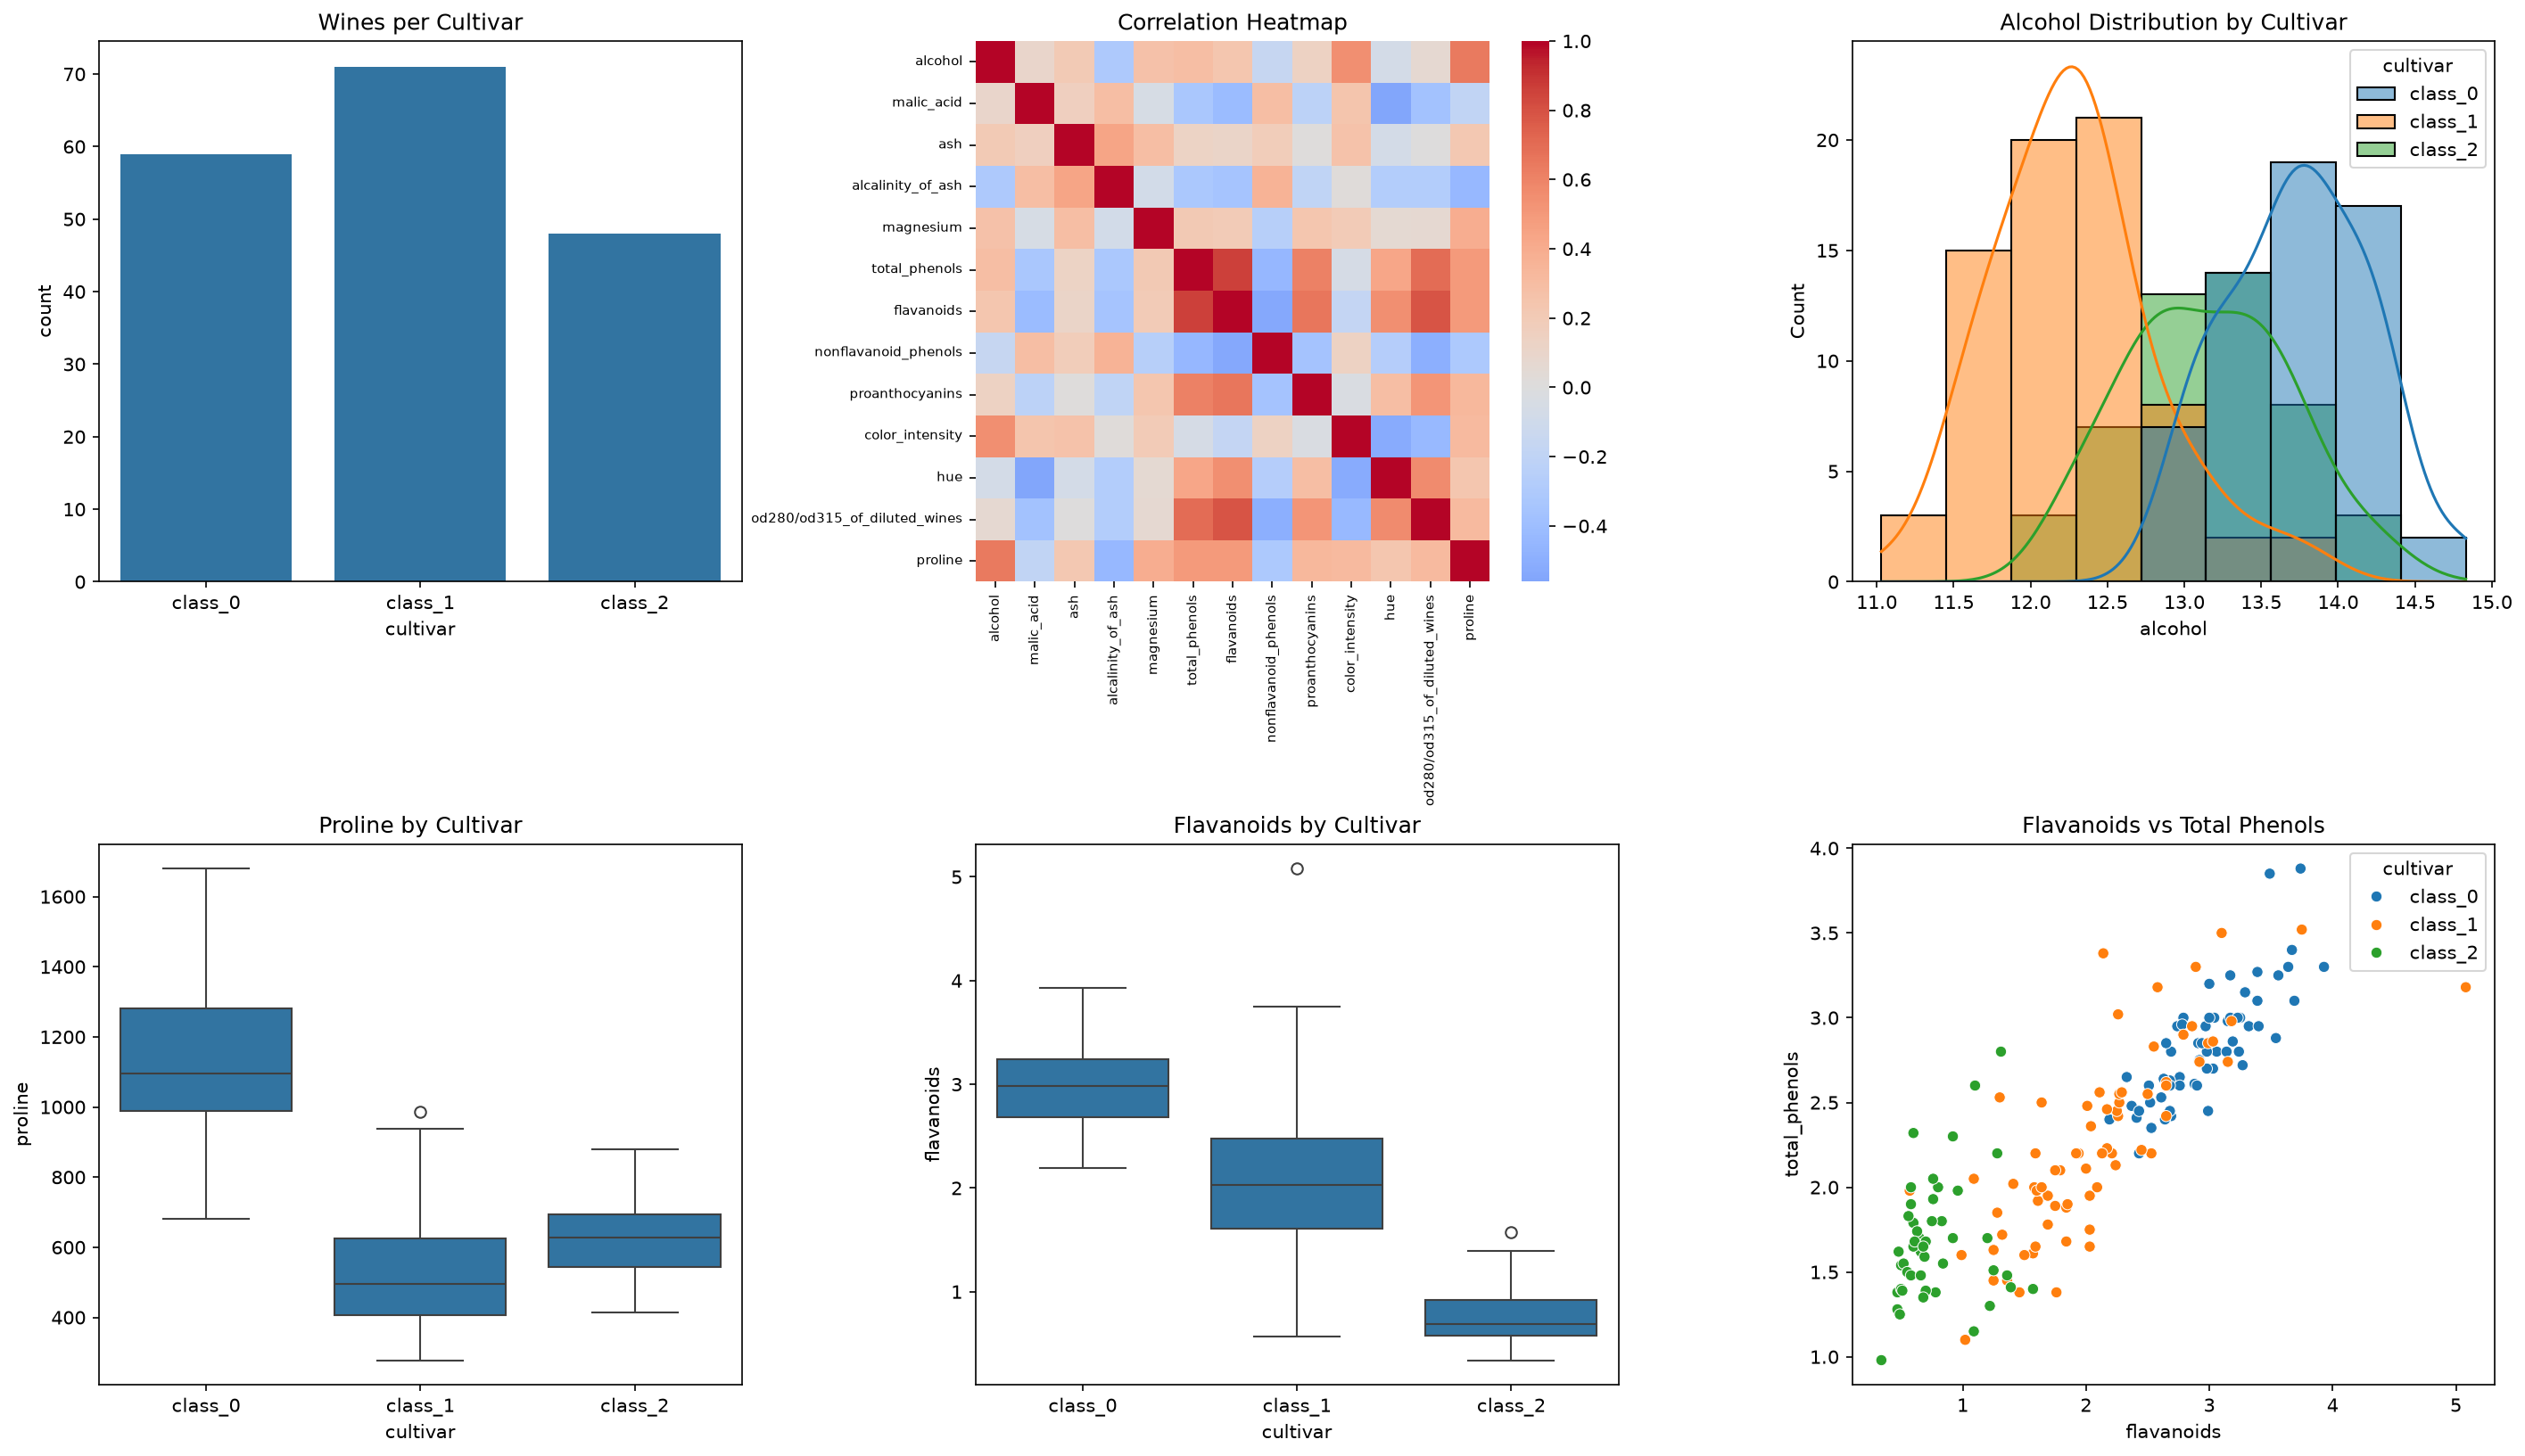 Wines per Cultivar
70
60
50
40
30
20
10
0
count
class_0 class_1 class_2
cultivar
Correlation Heatmap
alcohol
malic_acid
ash
alcalinity_of_ash
magnesium
total_phenols
flavanoids
nonflavanoid_phenols
proanthocyanins
color_intensity
hue
od280/od315_of_diluted_wines
proline
alcohol
malic_acid
ash
alcalinity_of_ash
magnesium
total_phenols
flavanoids
nonflavanoid_phenols
proanthocyanins
color_intensity
hue
od280/od315_of_diluted_wines
proline
1.0
0.8
0.6
0.4
0.2
0.0
−0.2
−0.4
Alcohol Distribution by Cultivar
cultivar
class_0
class_1
class_2
20
15
10
5
0
Count
11.0 11.5 12.0 12.5 13.0 13.5 14.0 14.5 15.0
alcohol
Proline by Cultivar
1600
1400
1200
1000
800
600
400
proline
class_0 class_1 class_2
cultivar
Flavanoids by Cultivar
5
4
3
2
1
flavanoids
class_0 class_1 class_2
cultivar
Flavanoids vs Total Phenols
cultivar
class_0
class_1
class_2
4.0
3.5
3.0
2.5
2.0
1.5
1.0
total_phenols
1 2 3 4 5
flavanoids